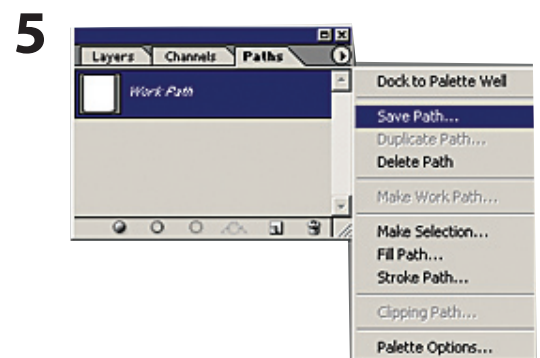 5
Layers Channels Paths
Work Path
Dock to Palette Well
Save Path...
Duplicate Path...
Delete Path
Make Work Path...
Make Selection...
Fill Path...
Stroke Path...
Clipping Path...
Palette Options...